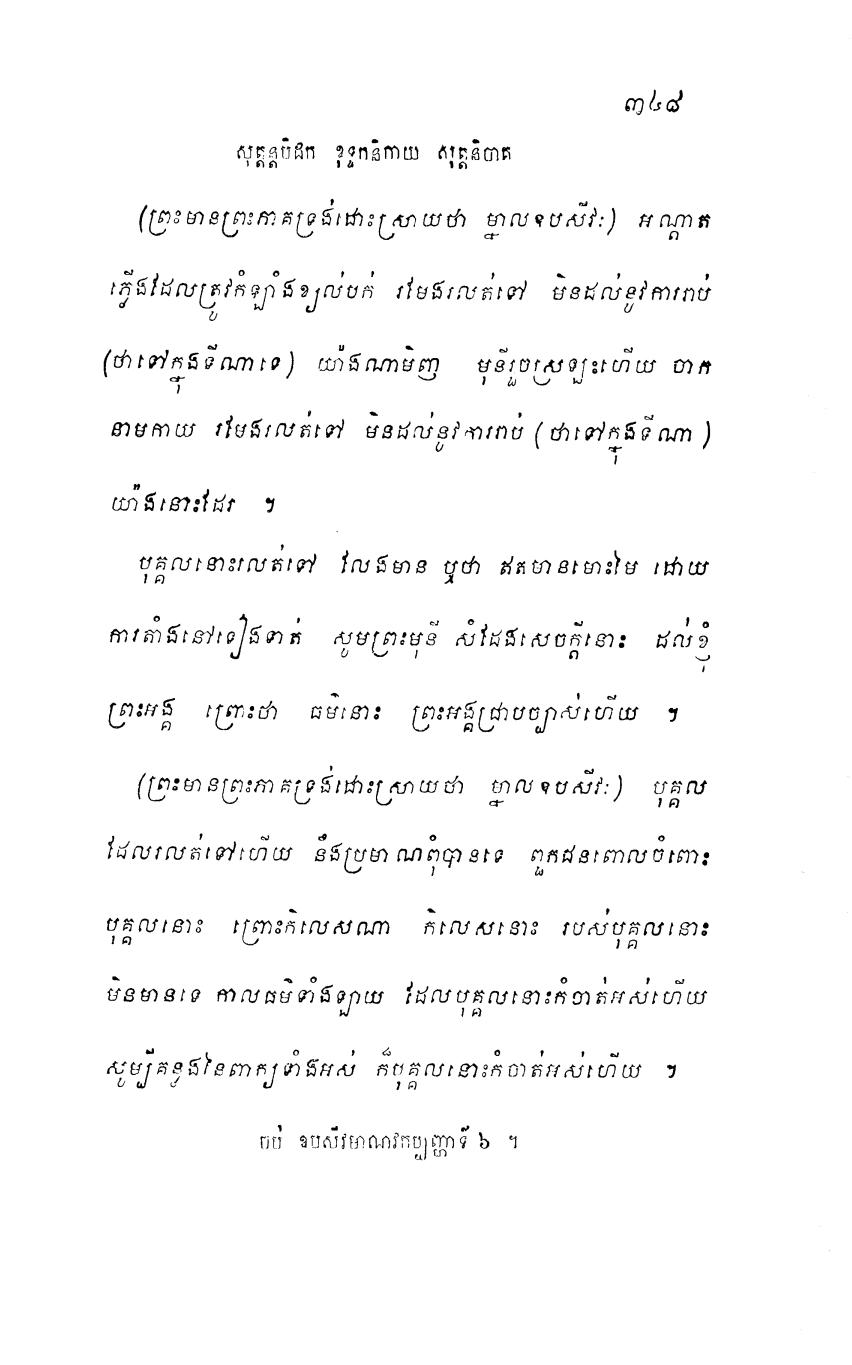 ៣៤៨
សុត្តន្តបិដក ខុទ្ទកនិកាយ សុត្តនិបាត
(ព្រះមានព្រះភាគទ្រង់ដោះស្រាយថា ម្នាលឧបសីវៈ) អណ្តាត
ភ្លើងដែលត្រូវកំឡាំងខ្យល់បក់ រមែងរលត់ទៅ មិនដល់នូវការរាប់
(ថាទៅក្នុងទីណាទេ) យ៉ាងណាមិញ មុនីរួចស្រឡះហើយ ចាក
នាមកាយ រមែងរលត់ទៅ មិនដល់នូវការរាប់ (ថាទៅក្នុងទីណា)
យ៉ាងនោះដែរ ។
បុគ្គលនោះរលត់ទៅ លែងមាន ឬថា ឥតមានមោះមៃ ដោយ
ការតាំងនៅទៀងទាត់ សូមព្រះមុនី សំដែងសេចក្តីនោះ ដល់ខ្ញុំ
ព្រះអង្គ ព្រោះថា ធម៌នោះ ព្រះអង្គជ្រាបច្បាស់ហើយ ។
(ព្រះមានព្រះភាគទ្រង់ដោះស្រាយថា ម្នាលឧបសីវៈ) បុគ្គល
ដែលរលត់ទៅហើយ នឹងប្រមាណពុំបានទេ ពួកជនពោលចំពោះ
បុគ្គលនោះ ព្រោះកិលេសណា កិលេសនោះ របស់បុគ្គលនោះ
មិនមានទេ កាលធម៌ទាំងឡាយ ដែលបុគ្គលនោះកំចាត់អស់ហើយ
សូម្បីគន្លងនៃពាក្យទាំងអស់ ក៏បុគ្គលនោះកំចាត់អស់ហើយ ។
ចប់ ឧបសីវមាណវកប្បញ្ហាទី ៦ ។